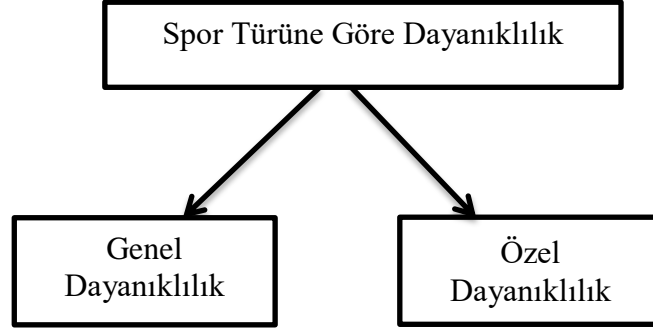 Spor Türüne Göre Dayanıklılık
Genel
Dayanıklılık
Özel
Dayanıklılık